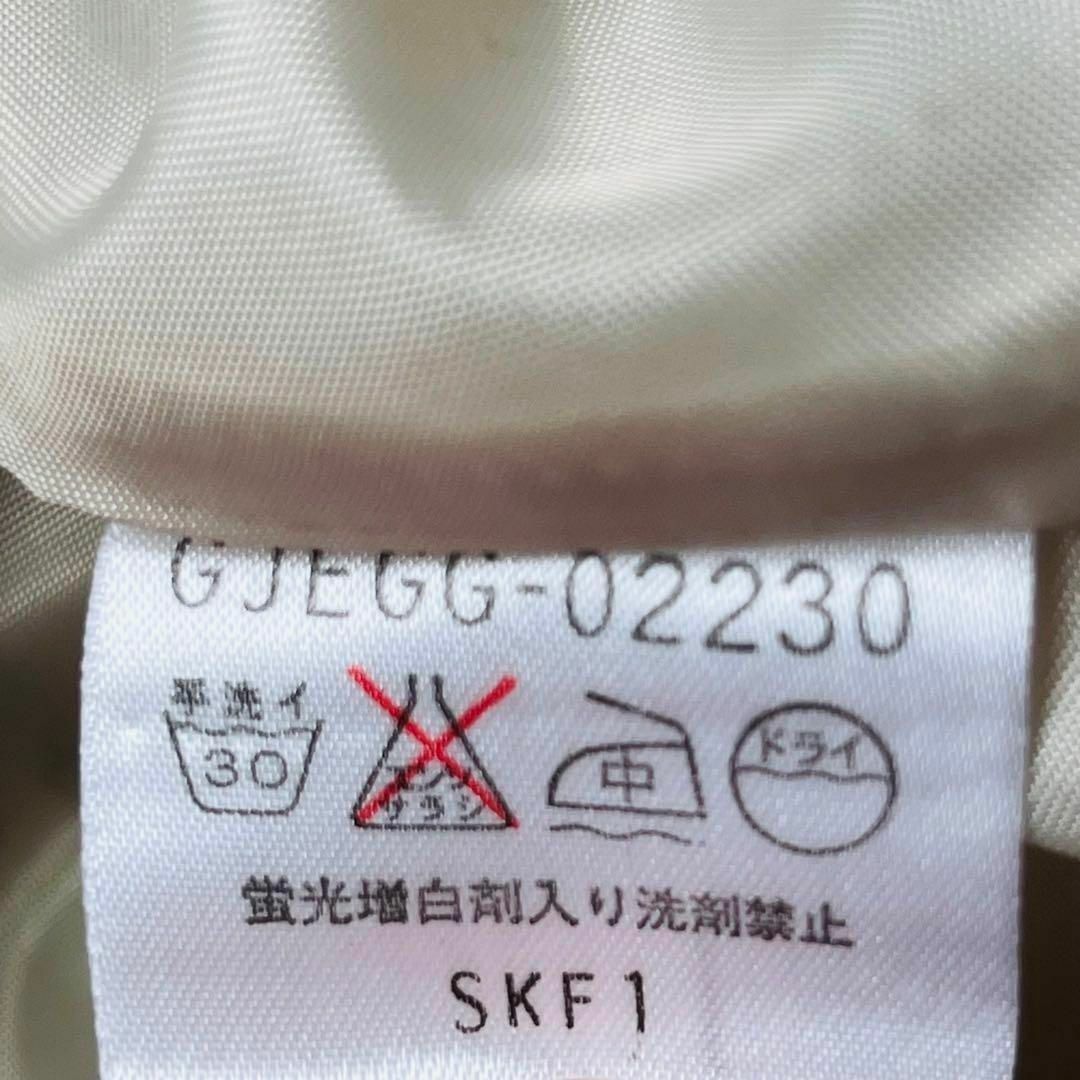 GJEGG-02230
手洗イ
30
エンソ
サラシ
中
ドライ
蛍光増白剤入り洗剤禁止
SKF1